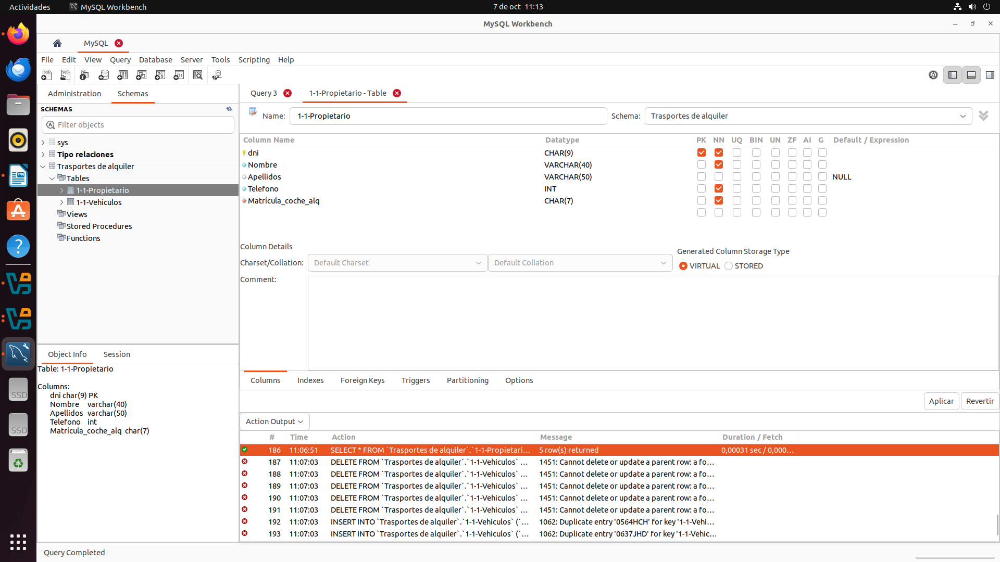 Actividades
MySQL Workbench
7 de oct 11:13
MySQL Workbench
MySQL
File Edit View Query Database Server Tools Scripting Help
Administration Schemas
SCHEMAS
Filter objects
sys
Tipo relaciones
Trasportes de alquiler
Tables
1-1-Propietario
1-1-Vehiculos
Views
Stored Procedures
Functions
Object Info Session
Table: 1-1-Propietario
Columns:
dni char(9) PK
Nombre varchar(40)
Apellidos varchar(50)
Telefono int
Matrícula_coche_alq char(7)
Query 3 1-1-Propietario - Table
Name: 1-1-Propietario Schema: Trasportes de alquiler
Column Name Datatype PK NN UQ BIN UN ZF AI G Default / Expression
dni CHAR(9)
Nombre VARCHAR(40)
Apellidos VARCHAR(50) NULL
Telefono INT
Matrícula_coche_alq CHAR(7)
Column Details
Generated Column Storage Type
Charset/Collation: Default Charset Default Collation
VIRTUAL STORED
Comment:
Columns Indexes Foreign Keys Triggers Partitioning Options
Aplicar Revertir
Action Output
# Time Action Message Duration / Fetch
186 11:06:51 SELECT * FROM `Trasportes de alquiler`.`1-1-Propietari… 5 row(s) returned 0,00031 sec / 0,000…
187 11:07:03 DELETE FROM `Trasportes de alquiler`.`1-1-Vehiculos` … 1451: Cannot delete or update a parent row: a fo…
188 11:07:03 DELETE FROM `Trasportes de alquiler`.`1-1-Vehiculos` … 1451: Cannot delete or update a parent row: a fo…
189 11:07:03 DELETE FROM `Trasportes de alquiler`.`1-1-Vehiculos` … 1451: Cannot delete or update a parent row: a fo…
190 11:07:03 DELETE FROM `Trasportes de alquiler`.`1-1-Vehiculos` … 1451: Cannot delete or update a parent row: a fo…
191 11:07:03 DELETE FROM `Trasportes de alquiler`.`1-1-Vehiculos` … 1451: Cannot delete or update a parent row: a fo…
192 11:07:03 INSERT INTO `Trasportes de alquiler`.`1-1-Vehiculos` (`… 1062: Duplicate entry '0564HCH' for key '1-1-Vehi…
193 11:07:03 INSERT INTO `Trasportes de alquiler`.`1-1-Vehiculos` (`… 1062: Duplicate entry '0637JHD' for key '1-1-Vehic…
Query Completed
SSD
SSD